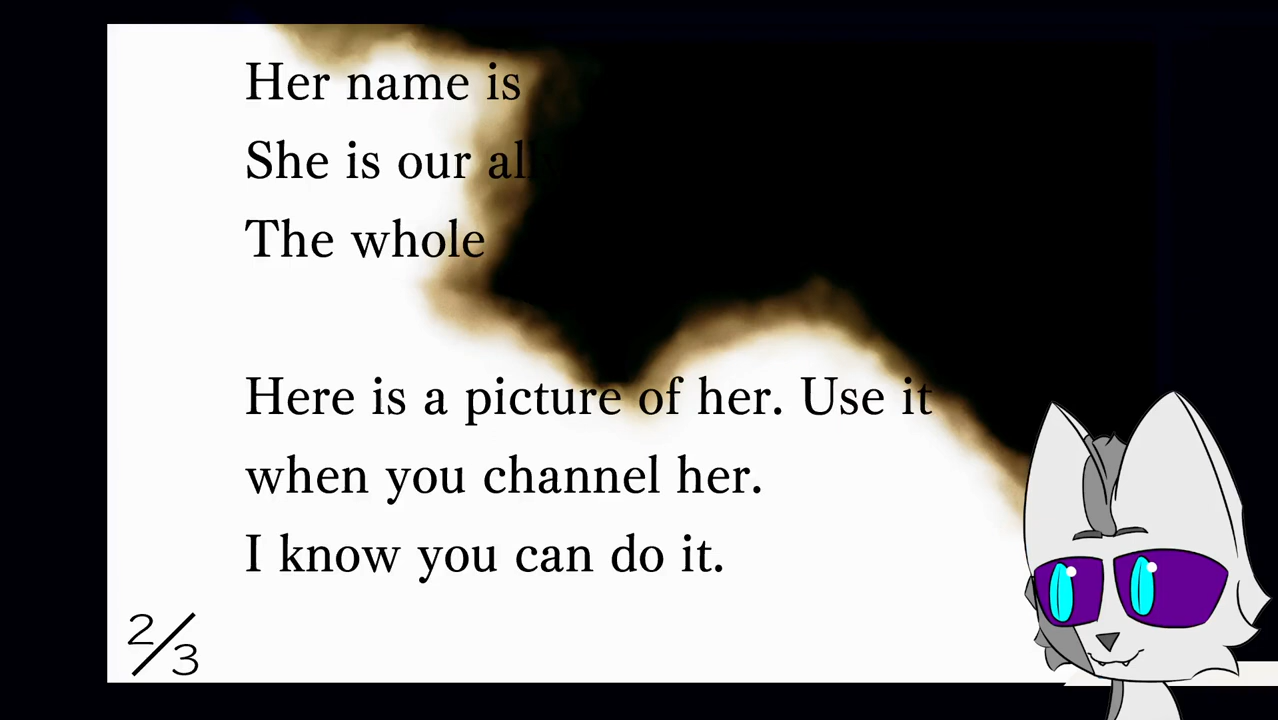 Her name is
She is our all
The whole
Here is a picture of her. Use it
when you channel her.
I know you can do it.
2/3